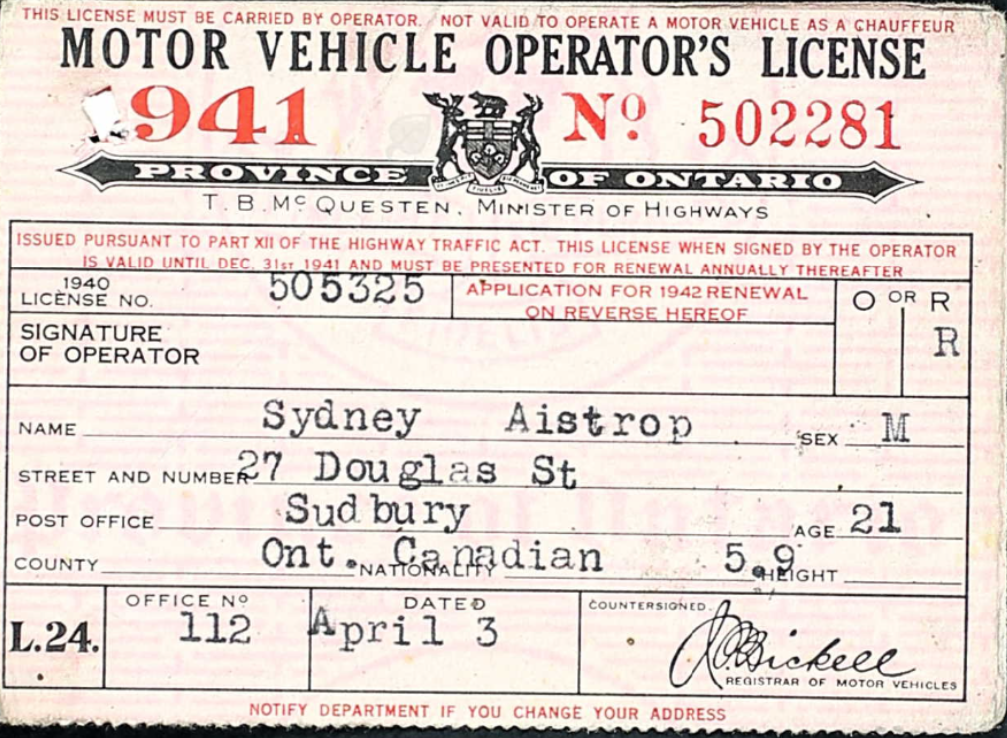 THIS LICENSE MUST BE CARRIED BY OPERATOR. NOT VALID TO OPERATE A MOTOR VEHICLE AS A CHAUFFEUR
MOTOR VEHICLE OPERATOR'S LICENSE
941 Nº 502281
PROVINCE OF ONTARIO
T. B. McQUESTEN, MINISTER OF HIGHWAYS
ISSUED PURSUANT TO PART XII OF THE HIGHWAY TRAFFIC ACT. THIS LICENSE WHEN SIGNED BY THE OPERATOR
IS VALID UNTIL DEC. 31ST 1941 AND MUST BE PRESENTED FOR RENEWAL ANNUALLY THEREAFTER
1940
LICENSE NO. 505325
APPLICATION FOR 1942 RENEWAL
ON REVERSE HEREOF
O OR R
R
SIGNATURE
OF OPERATOR
NAME Sydney Aistrop SEX M
STREET AND NUMBER 27 Douglas St
POST OFFICE Sudbury AGE 21
COUNTY Ont. NATIONALITY Canadian 5.9 HEIGHT
L.24.
OFFICE Nº
112
DATED
April 3
COUNTERSIGNED
J.P. Bickell
REGISTRAR OF MOTOR VEHICLES
NOTIFY DEPARTMENT IF YOU CHANGE YOUR ADDRESS